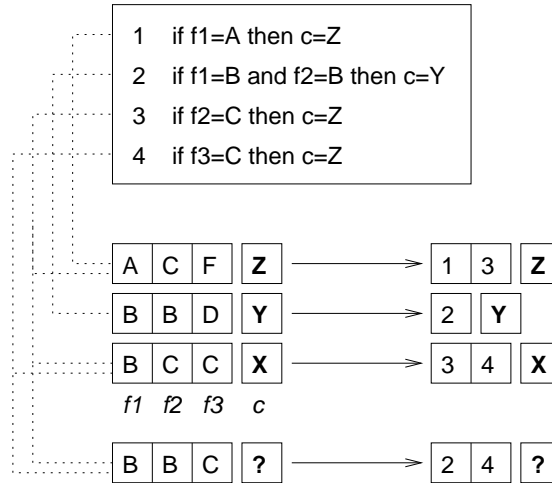 1 if f1=A then c=Z
2 if f1=B and f2=B then c=Y
3 if f2=C then c=Z
4 if f3=C then c=Z
A C F Z 1 3 Z
B B D Y 2 Y
B C C X 3 4 X
f1 f2 f3 c
B B C ? 2 4 ?